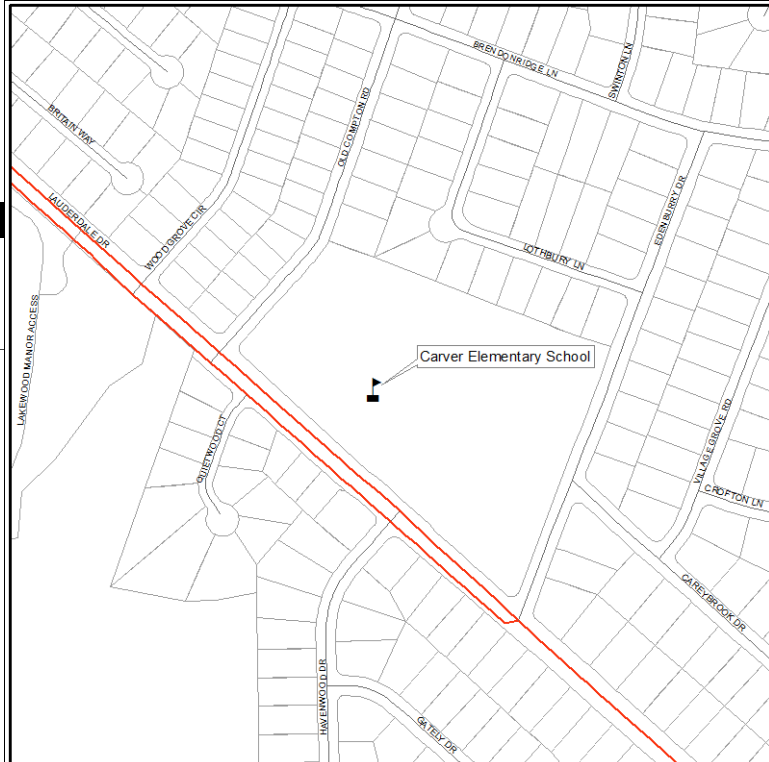 BRENDONRIDGE LN
SWINTON LN
OLD COMPTON RD
BRITAIN WAY
LAUDERDALE DR
WOODGROVE CIR
EDENBURRY DR
LOTHBURY LN
LAKEWOOD MANOR ACCESS
Carver Elementary School
QUIETWOOD CT
VILLAGE GROVE RD
CROFTON LN
CAREYBROOK DR
HAVENWOOD DR
GATELY DR